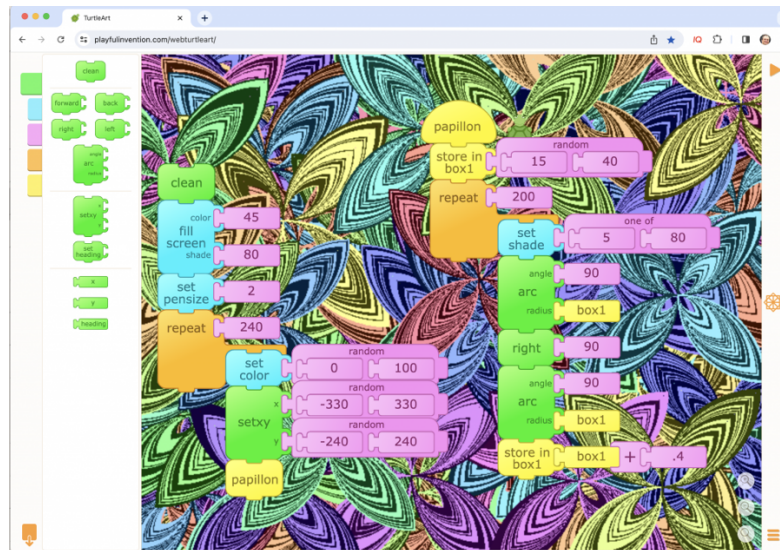 TurtleArt
playfulinvention.com/webturtleart/
IQ
clean
forward
back
right
left
angle
arc
radius
x
setxy
y
set
heading
x
y
heading
clean
color
45
fill
screen
shade
80
set
pensize
2
repeat
240
set
color
random
0
100
setxy
x
random
-330
330
y
random
-240
240
papillon
papillon
store in
box1
random
15
40
repeat
200
set
shade
one of
5
80
angle
90
arc
radius
box1
right
90
angle
90
arc
radius
box1
store in
box1
box1
+
.4